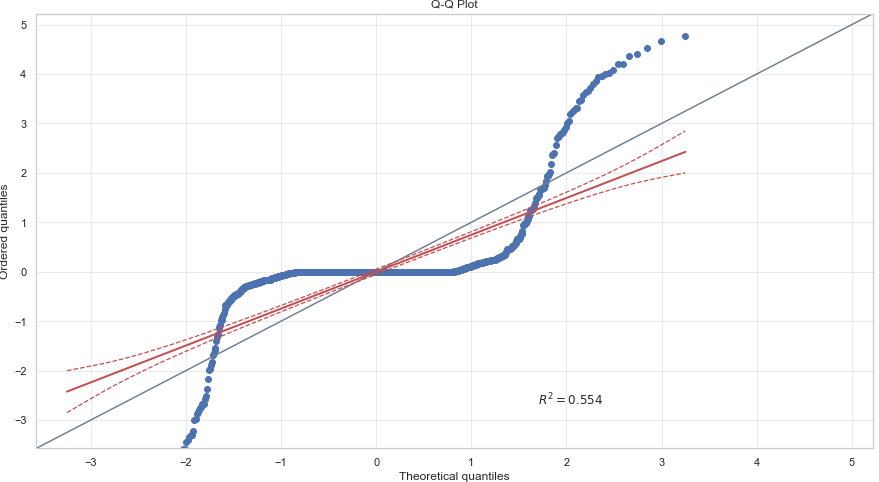 Q-Q Plot
5
4
3
2
1
0
−1
−2
−3
Ordered quantiles
R² = 0.554
−3 −2 −1 0 1 2 3 4 5
Theoretical quantiles